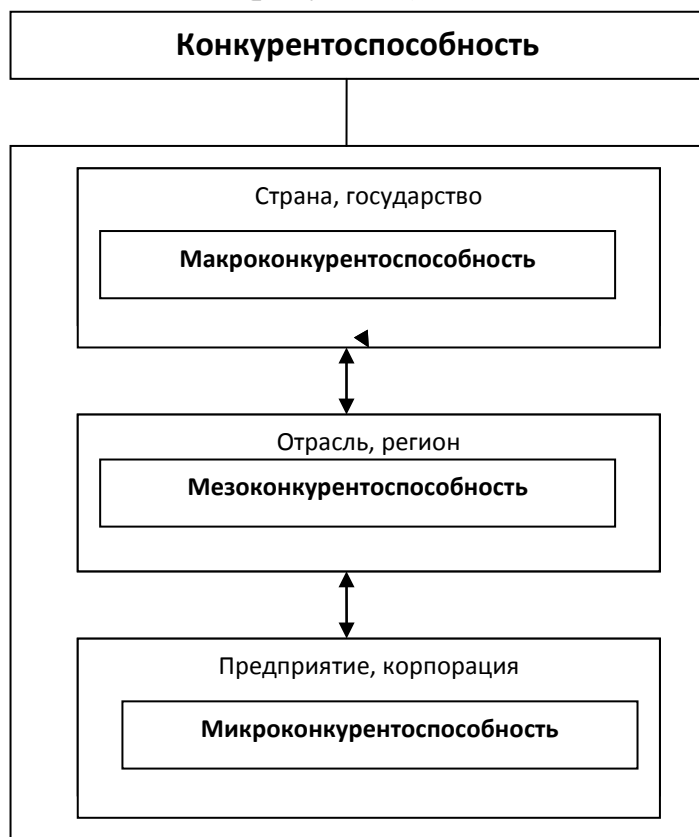 Конкурентоспособность
Страна, государство
Макроконкурентоспособность
Отрасль, регион
Мезоконкурентоспособность
Предприятие, корпорация
Микроконкурентоспособность